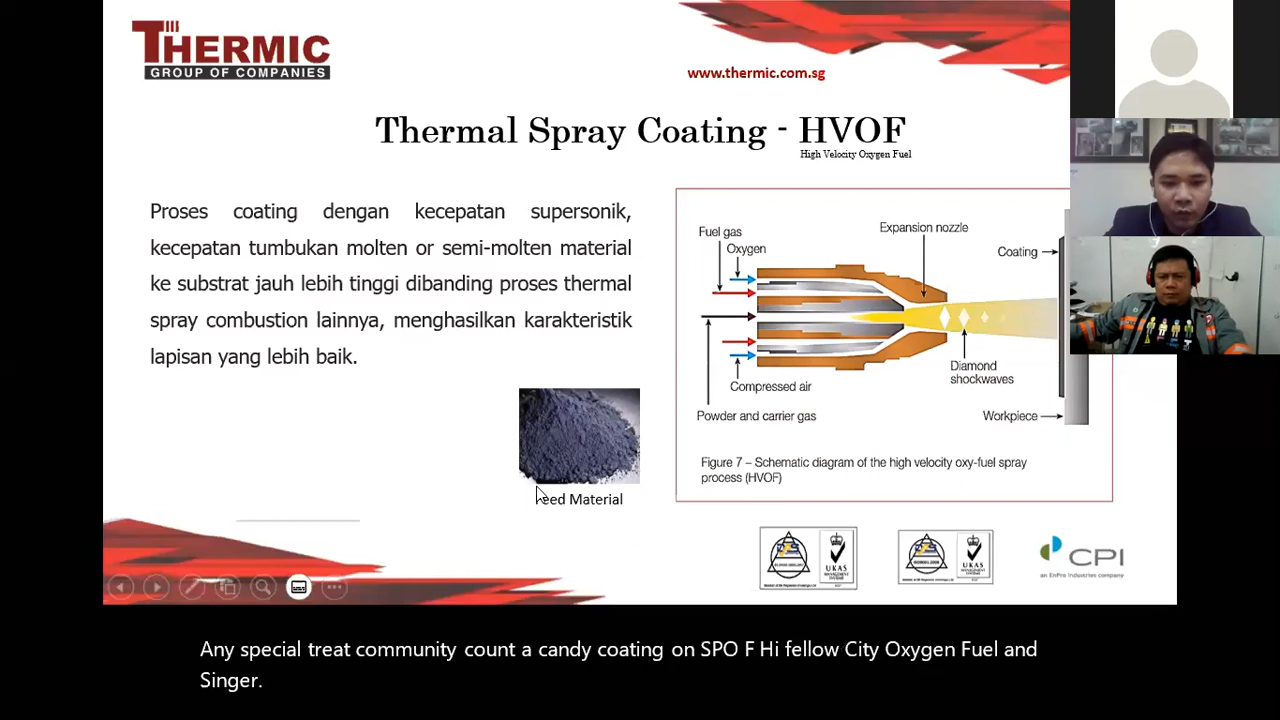 THERMIC
GROUP OF COMPANIES
www.thermic.com.sg
Thermal Spray Coating - HVOF
High Velocity Oxygen Fuel
Proses coating dengan kecepatan supersonik,
kecepatan tumbukan molten or semi-molten material
ke substrat jauh lebih tinggi dibanding proses thermal
spray combustion lainnya, menghasilkan karakteristik
lapisan yang lebih baik.
eed Material
Fuel gas
Oxygen
Expansion nozzle
Coating
Diamond
shockwaves
Compressed air
Powder and carrier gas
Workpiece
Figure 7 – Schematic diagram of the high velocity oxy-fuel spray
process (HVOF)
UKAS
MANAGEMENT
SYSTEMS
UKAS
MANAGEMENT
SYSTEMS
CPI
an EnPro Industries company
Any special treat community count a candy coating on SPO F Hi fellow City Oxygen Fuel and
Singer.